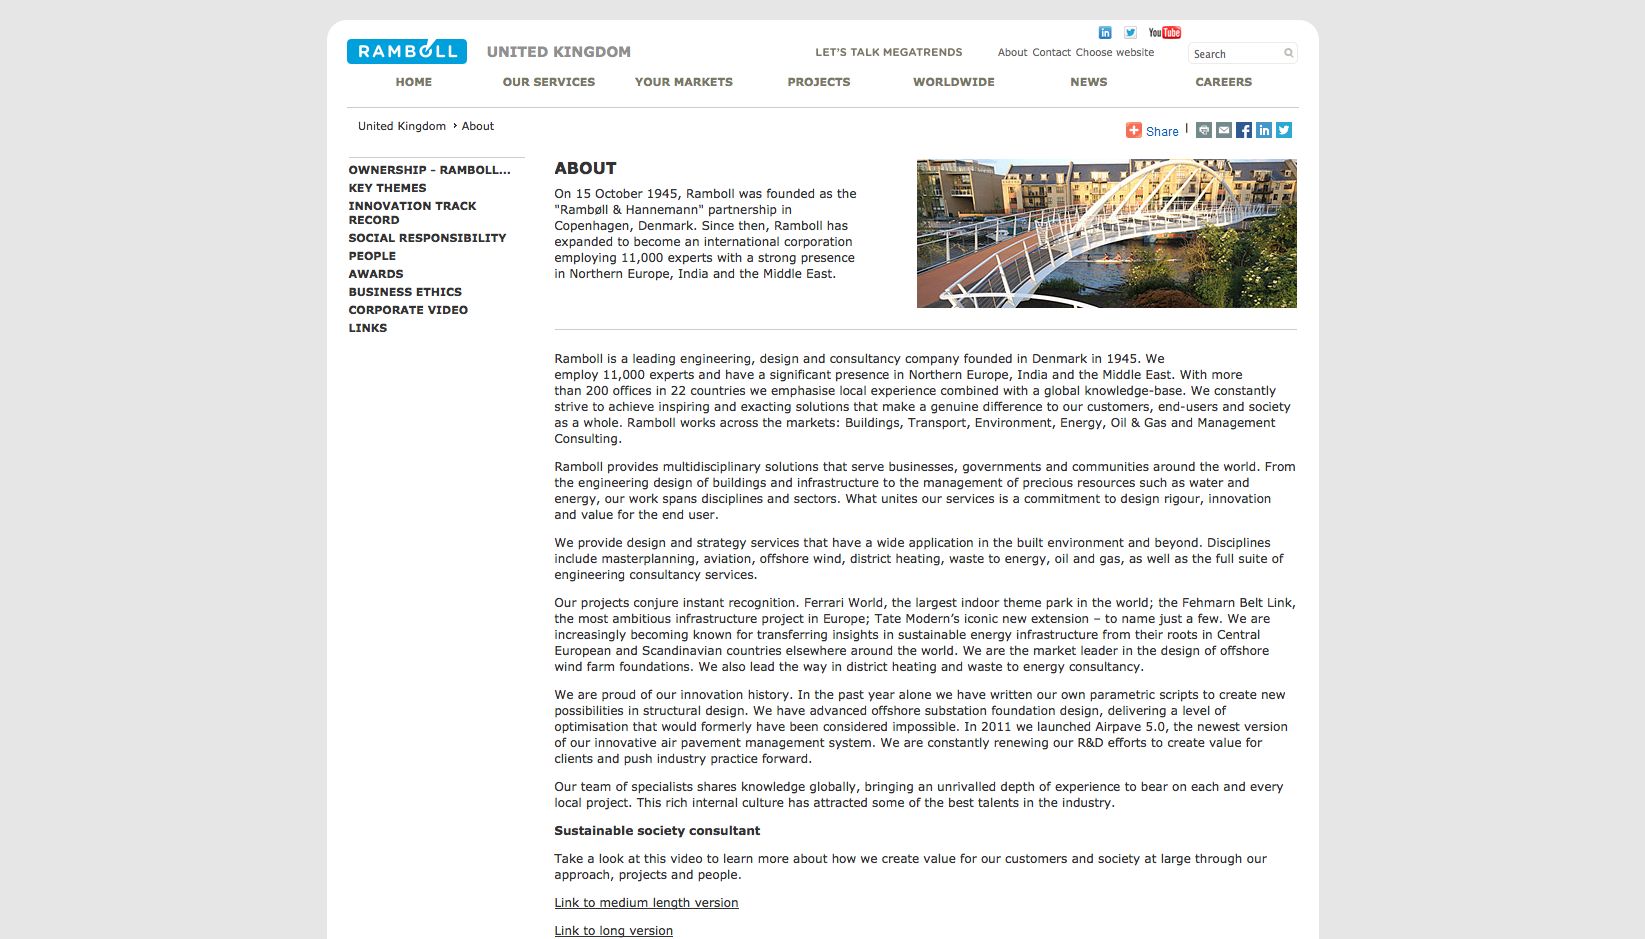 You Tube
RAMBOLL
UNITED KINGDOM
LET'S TALK MEGATRENDS
About Contact Choose website
Search
HOME
OUR SERVICES
YOUR MARKETS
PROJECTS
WORLDWIDE
NEWS
CAREERS
United Kingdom
About
Share
OWNERSHIP - RAMBOLL...
KEY THEMES
INNOVATION TRACK
RECORD
SOCIAL RESPONSIBILITY
PEOPLE
AWARDS
BUSINESS ETHICS
CORPORATE VIDEO
LINKS
ABOUT
On 15 October 1945, Ramboll was founded as the
"Rambøll & Hannemann" partnership in
Copenhagen, Denmark. Since then, Ramboll has
expanded to become an international corporation
employing 11,000 experts with a strong presence
in Northern Europe, India and the Middle East.
Ramboll is a leading engineering, design and consultancy company founded in Denmark in 1945. We
employ 11,000 experts and have a significant presence in Northern Europe, India and the Middle East. With more
than 200 offices in 22 countries we emphasise local experience combined with a global knowledge-base. We constantly
strive to achieve inspiring and exacting solutions that make a genuine difference to our customers, end-users and society
as a whole. Ramboll works across the markets: Buildings, Transport, Environment, Energy, Oil & Gas and Management
Consulting.
Ramboll provides multidisciplinary solutions that serve businesses, governments and communities around the world. From
the engineering design of buildings and infrastructure to the management of precious resources such as water and
energy, our work spans disciplines and sectors. What unites our services is a commitment to design rigour, innovation
and value for the end user.
We provide design and strategy services that have a wide application in the built environment and beyond. Disciplines
include masterplanning, aviation, offshore wind, district heating, waste to energy, oil and gas, as well as the full suite of
engineering consultancy services.
Our projects conjure instant recognition. Ferrari World, the largest indoor theme park in the world; the Fehmarn Belt Link,
the most ambitious infrastructure project in Europe; Tate Modern's iconic new extension – to name just a few. We are
increasingly becoming known for transferring insights in sustainable energy infrastructure from their roots in Central
European and Scandinavian countries elsewhere around the world. We are the market leader in the design of offshore
wind farm foundations. We also lead the way in district heating and waste to energy consultancy.
We are proud of our innovation history. In the past year alone we have written our own parametric scripts to create new
possibilities in structural design. We have advanced offshore substation foundation design, delivering a level of
optimisation that would formerly have been considered impossible. In 2011 we launched Airpave 5.0, the newest version
of our innovative air pavement management system. We are constantly renewing our R&D efforts to create value for
clients and push industry practice forward.
Our team of specialists shares knowledge globally, bringing an unrivalled depth of experience to bear on each and every
local project. This rich internal culture has attracted some of the best talents in the industry.
Sustainable society consultant
Take a look at this video to learn more about how we create value for our customers and society at large through our
approach, projects and people.
Link to medium length version
Link to long version